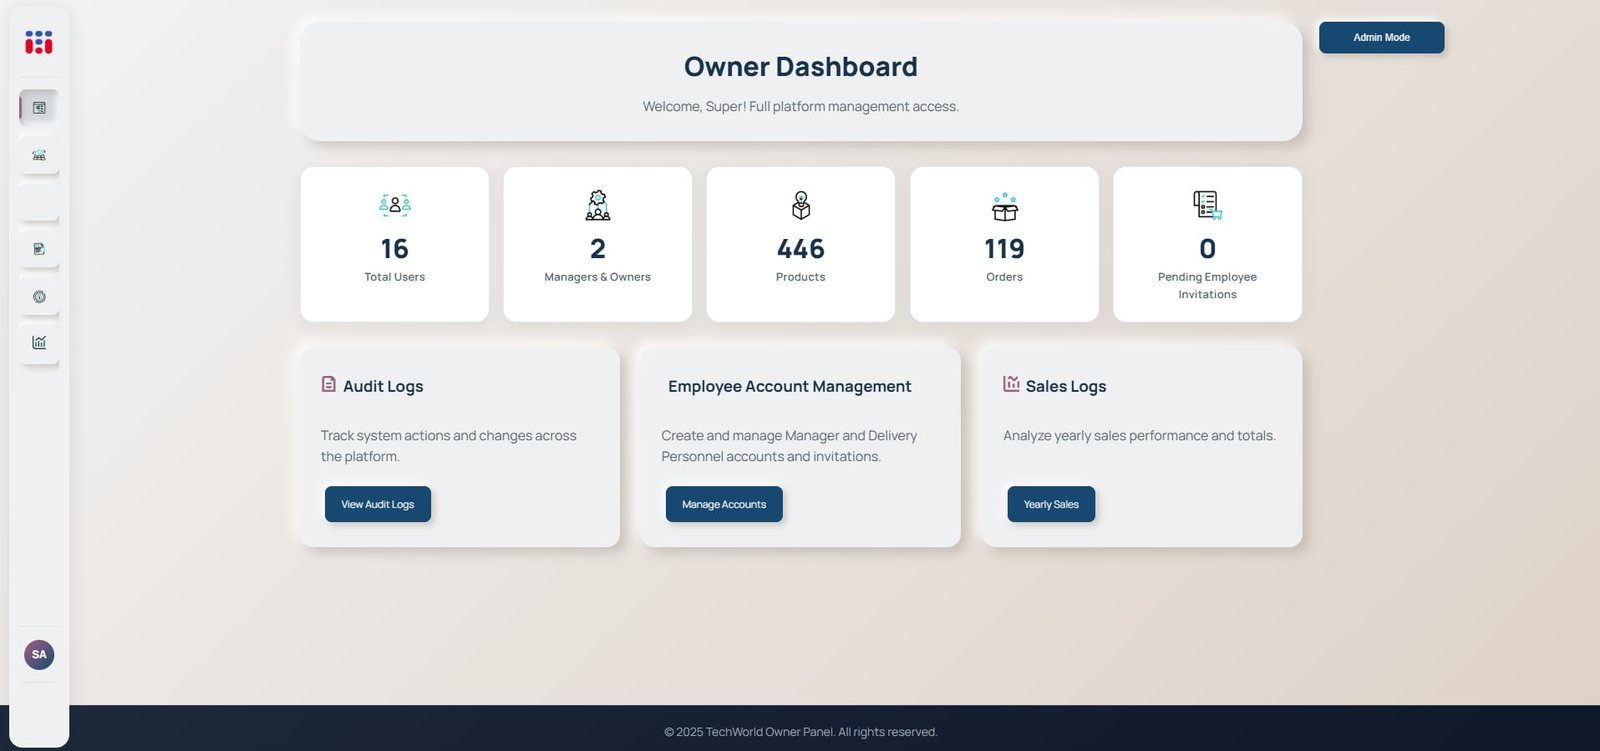 Admin Mode
Owner Dashboard
Welcome, Super! Full platform management access.
16
Total Users
2
Managers & Owners
446
Products
119
Orders
0
Pending Employee
Invitations
Audit Logs
Track system actions and changes across
the platform.
View Audit Logs
Employee Account Management
Create and manage Manager and Delivery
Personnel accounts and invitations.
Manage Accounts
Sales Logs
Analyze yearly sales performance and totals.
Yearly Sales
SA
© 2025 TechWorld Owner Panel. All rights reserved.